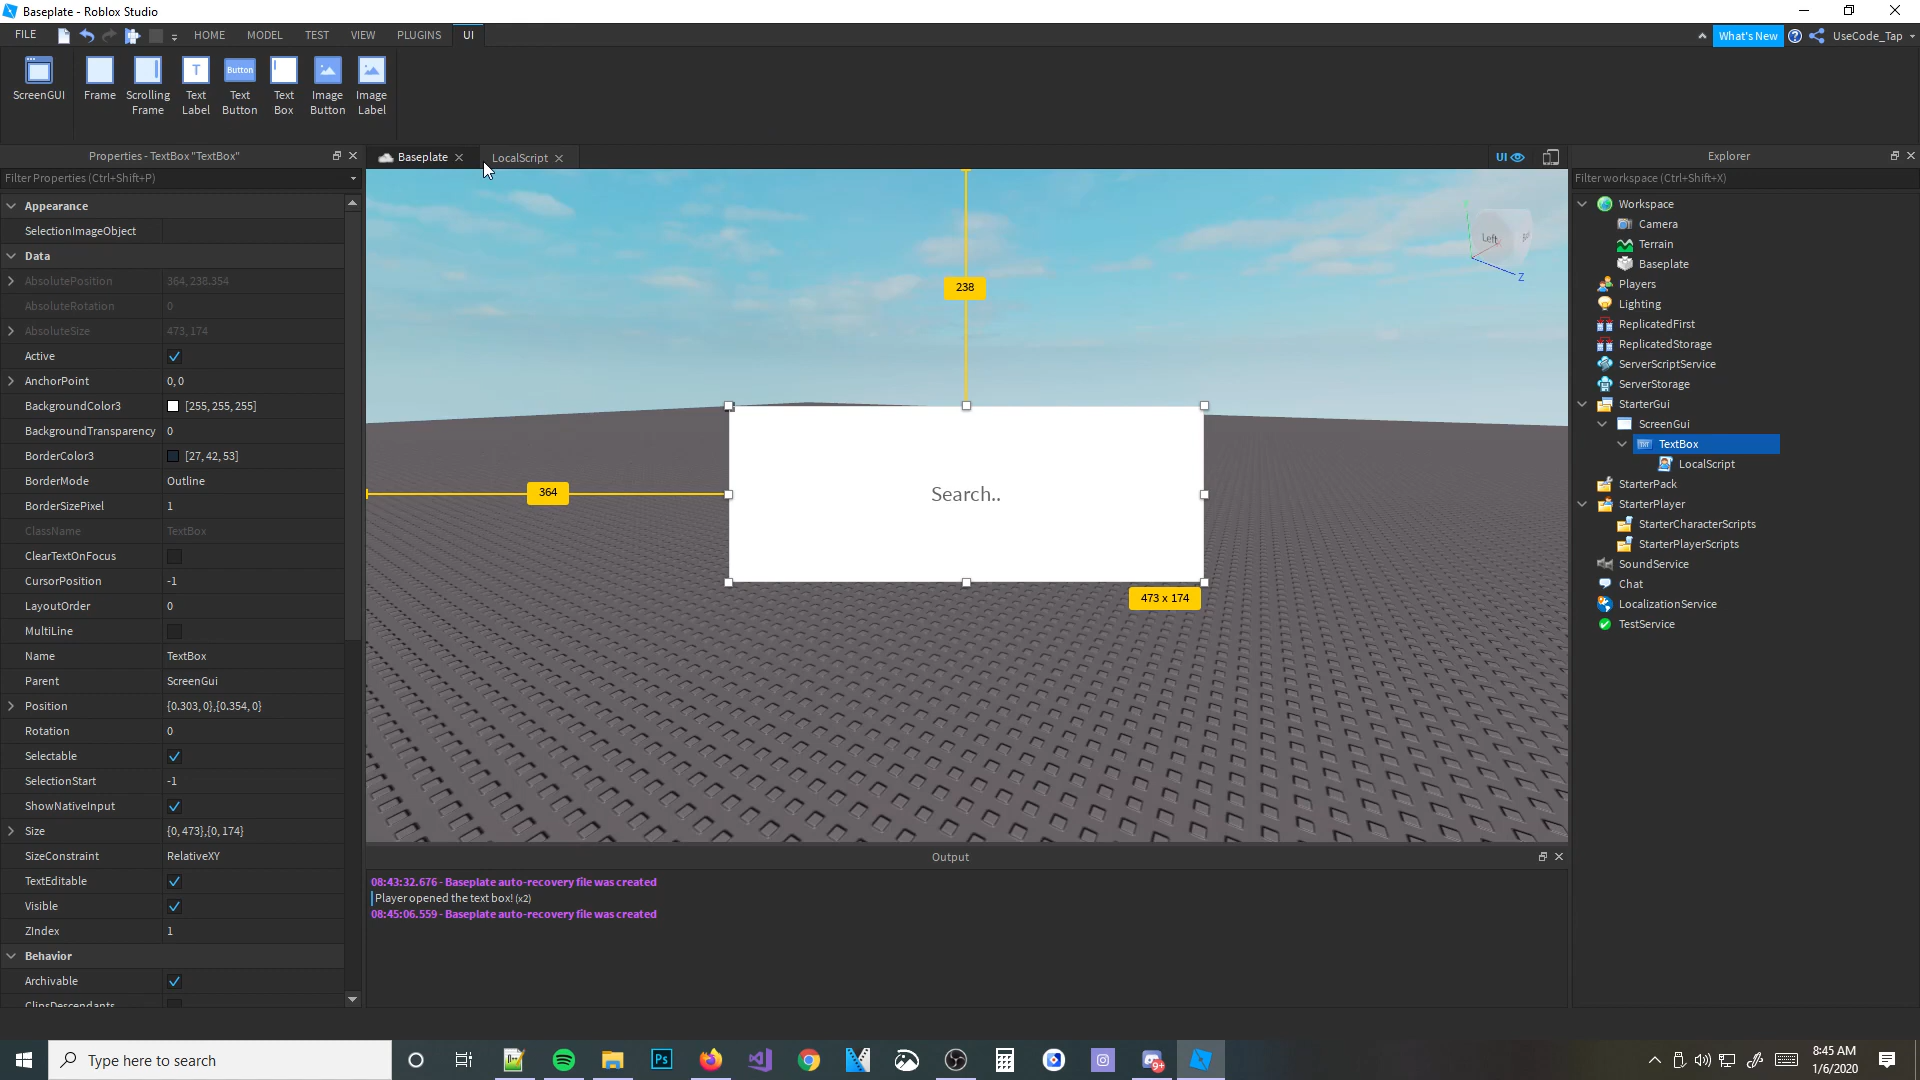 Baseplate - Roblox Studio
FILE
HOME
MODEL
TEST
VIEW
PLUGINS
UI
What's New
UseCode_Tap
ScreenGUI
Frame
Scrolling
Frame
T
Text
Label
Button
Text
Button
Text
Box
Image
Button
Image
Label
Properties - TextBox "TextBox"
Filter Properties (Ctrl+Shift+P)
Appearance
SelectionImageObject
Data
AbsolutePosition 364, 238.354
AbsoluteRotation 0
AbsoluteSize 473, 174
Active
AnchorPoint 0, 0
BackgroundColor3 [255, 255, 255]
BackgroundTransparency 0
BorderColor3 [27, 42, 53]
BorderMode Outline
BorderSizePixel 1
ClassName TextBox
ClearTextOnFocus
CursorPosition -1
LayoutOrder 0
MultiLine
Name TextBox
Parent ScreenGui
Position {0.303, 0},{0.354, 0}
Rotation 0
Selectable
SelectionStart -1
ShowNativeInput
Size {0, 473},{0, 174}
SizeConstraint RelativeXY
TextEditable
Visible
ZIndex 1
Behavior
Archivable
ClipsDescendants
Baseplate
LocalScript
UI
Left
Z
238
364
Search..
473 x 174
Output
08:43:32.676 - Baseplate auto-recovery file was created
Player opened the text box! (x2)
08:45:06.559 - Baseplate auto-recovery file was created
Explorer
Filter workspace (Ctrl+Shift+X)
Workspace
Camera
Terrain
Baseplate
Players
Lighting
ReplicatedFirst
ReplicatedStorage
ServerScriptService
ServerStorage
StarterGui
ScreenGui
TextBox
LocalScript
StarterPack
StarterPlayer
StarterCharacterScripts
StarterPlayerScripts
SoundService
Chat
LocalizationService
TestService
Type here to search
Ps
8:45 AM
1/6/2020